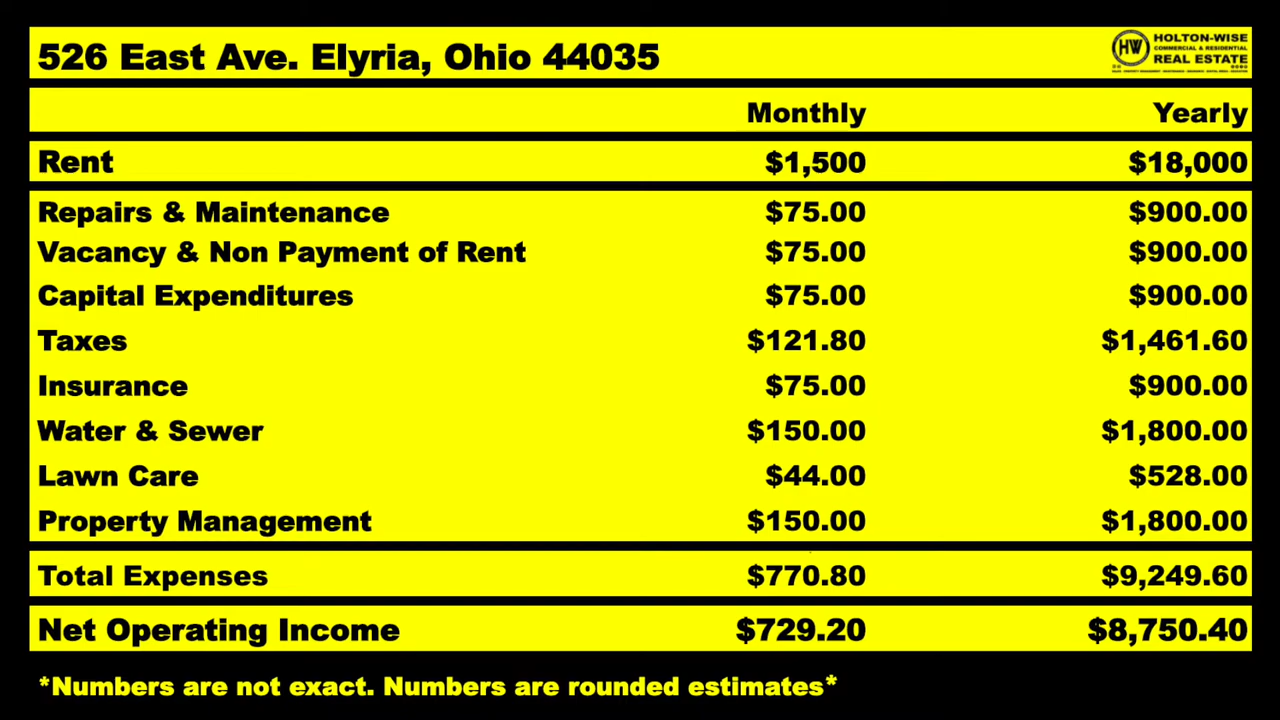 526 East Ave. Elyria, Ohio 44035
HOLTON-WISE
COMMERCIAL & RESIDENTIAL
REAL ESTATE
Monthly Yearly
Rent $1,500 $18,000
Repairs & Maintenance $75.00 $900.00
Vacancy & Non Payment of Rent $75.00 $900.00
Capital Expenditures $75.00 $900.00
Taxes $121.80 $1,461.60
Insurance $75.00 $900.00
Water & Sewer $150.00 $1,800.00
Lawn Care $44.00 $528.00
Property Management $150.00 $1,800.00
Total Expenses $770.80 $9,249.60
Net Operating Income $729.20 $8,750.40
*Numbers are not exact. Numbers are rounded estimates*